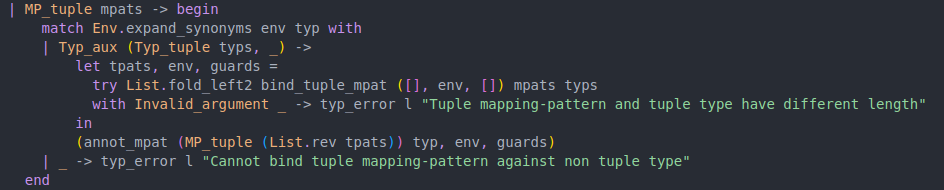 | MP_tuple mpats -> begin
match Env.expand_synonyms env typ with
| Typ_aux (Typ_tuple typs, _) ->
let tpats, env, guards =
try List.fold_left2 bind_tuple_mpat ([], env, []) mpats typs
with Invalid_argument _ -> typ_error l "Tuple mapping-pattern and tuple type have different length"
in
(annot_mpat (MP_tuple (List.rev tpats)) typ, env, guards)
| _ -> typ_error l "Cannot bind tuple mapping-pattern against non tuple type"
end